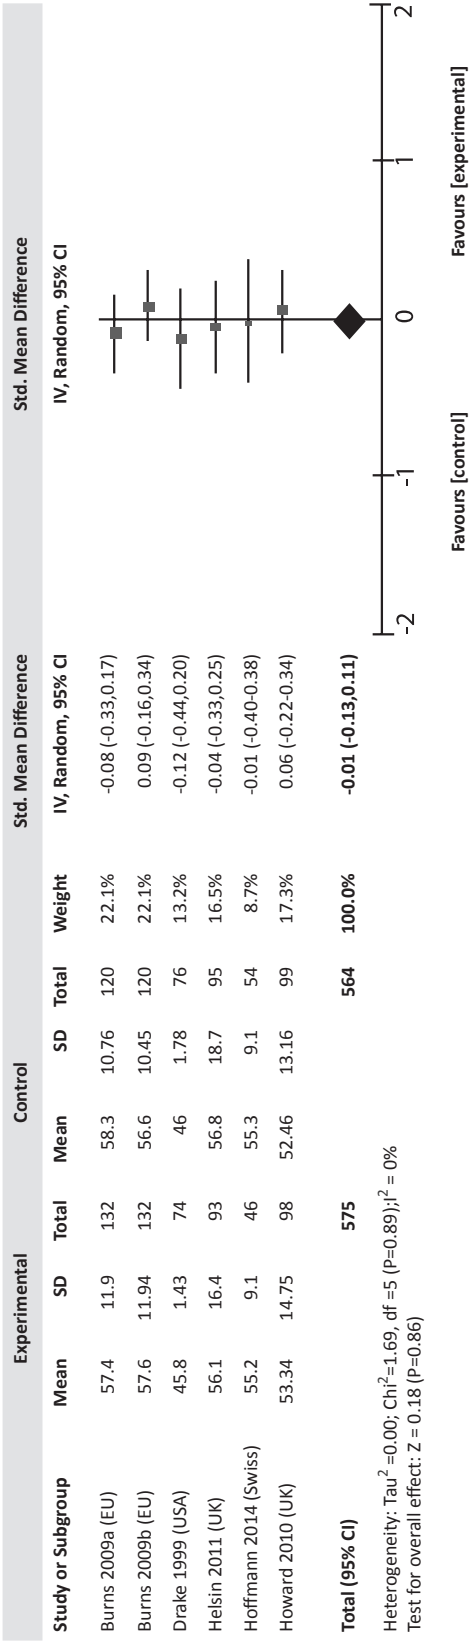 Experimental Control Std. Mean Difference Std. Mean Difference
Study or Subgroup Mean SD Total Mean SD Total Weight IV, Random, 95% CI IV, Random, 95% CI
Burns 2009a (EU) 57.4 11.9 132 58.3 10.76 120 22.1% -0.08 (-0.33,0.17)
Burns 2009b (EU) 57.6 11.94 132 56.6 10.45 120 22.1% 0.09 (-0.16,0.34)
Drake 1999 (USA) 45.8 1.43 74 46 1.78 76 13.2% -0.12 (-0.44,0.20)
Helsin 2011 (UK) 56.1 16.4 93 56.8 18.7 95 16.5% -0.04 (-0.33,0.25)
Hoffmann 2014 (Swiss) 55.2 9.1 46 55.3 9.1 54 8.7% -0.01 (-0.40-0.38)
Howard 2010 (UK) 53.34 14.75 98 52.46 13.16 99 17.3% 0.06 (-0.22-0.34)
Total (95% CI) 575 564 100.0% -0.01 (-0.13,0.11)
Heterogeneity: Tau² =0.00; Chi²=1.69, df =5 (P=0.89);I² = 0%
Test for overall effect: Z = 0.18 (P=0.86)
-2 -1 0 1 2
Favours [control] Favours [experimental]